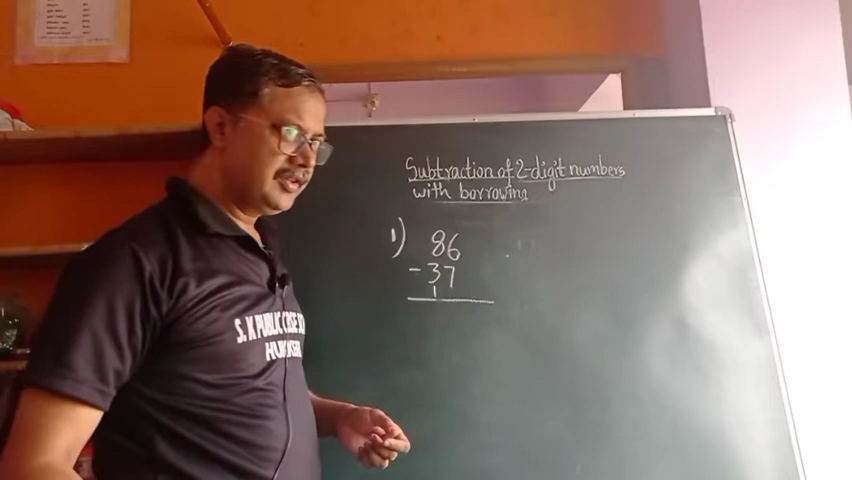 Subtraction of 2-digit numbers
with borrowing
1) 86
- 37
1
S. K PUBLIC